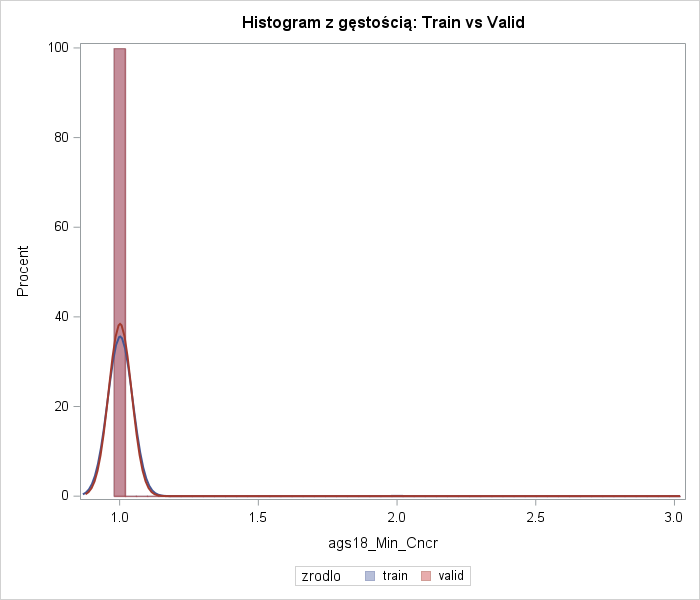 Histogram z gęstością: Train vs Valid
Procent
100
80
60
40
20
0
1.0 1.5 2.0 2.5 3.0
ags18_Min_Cncr
zrodlo train valid